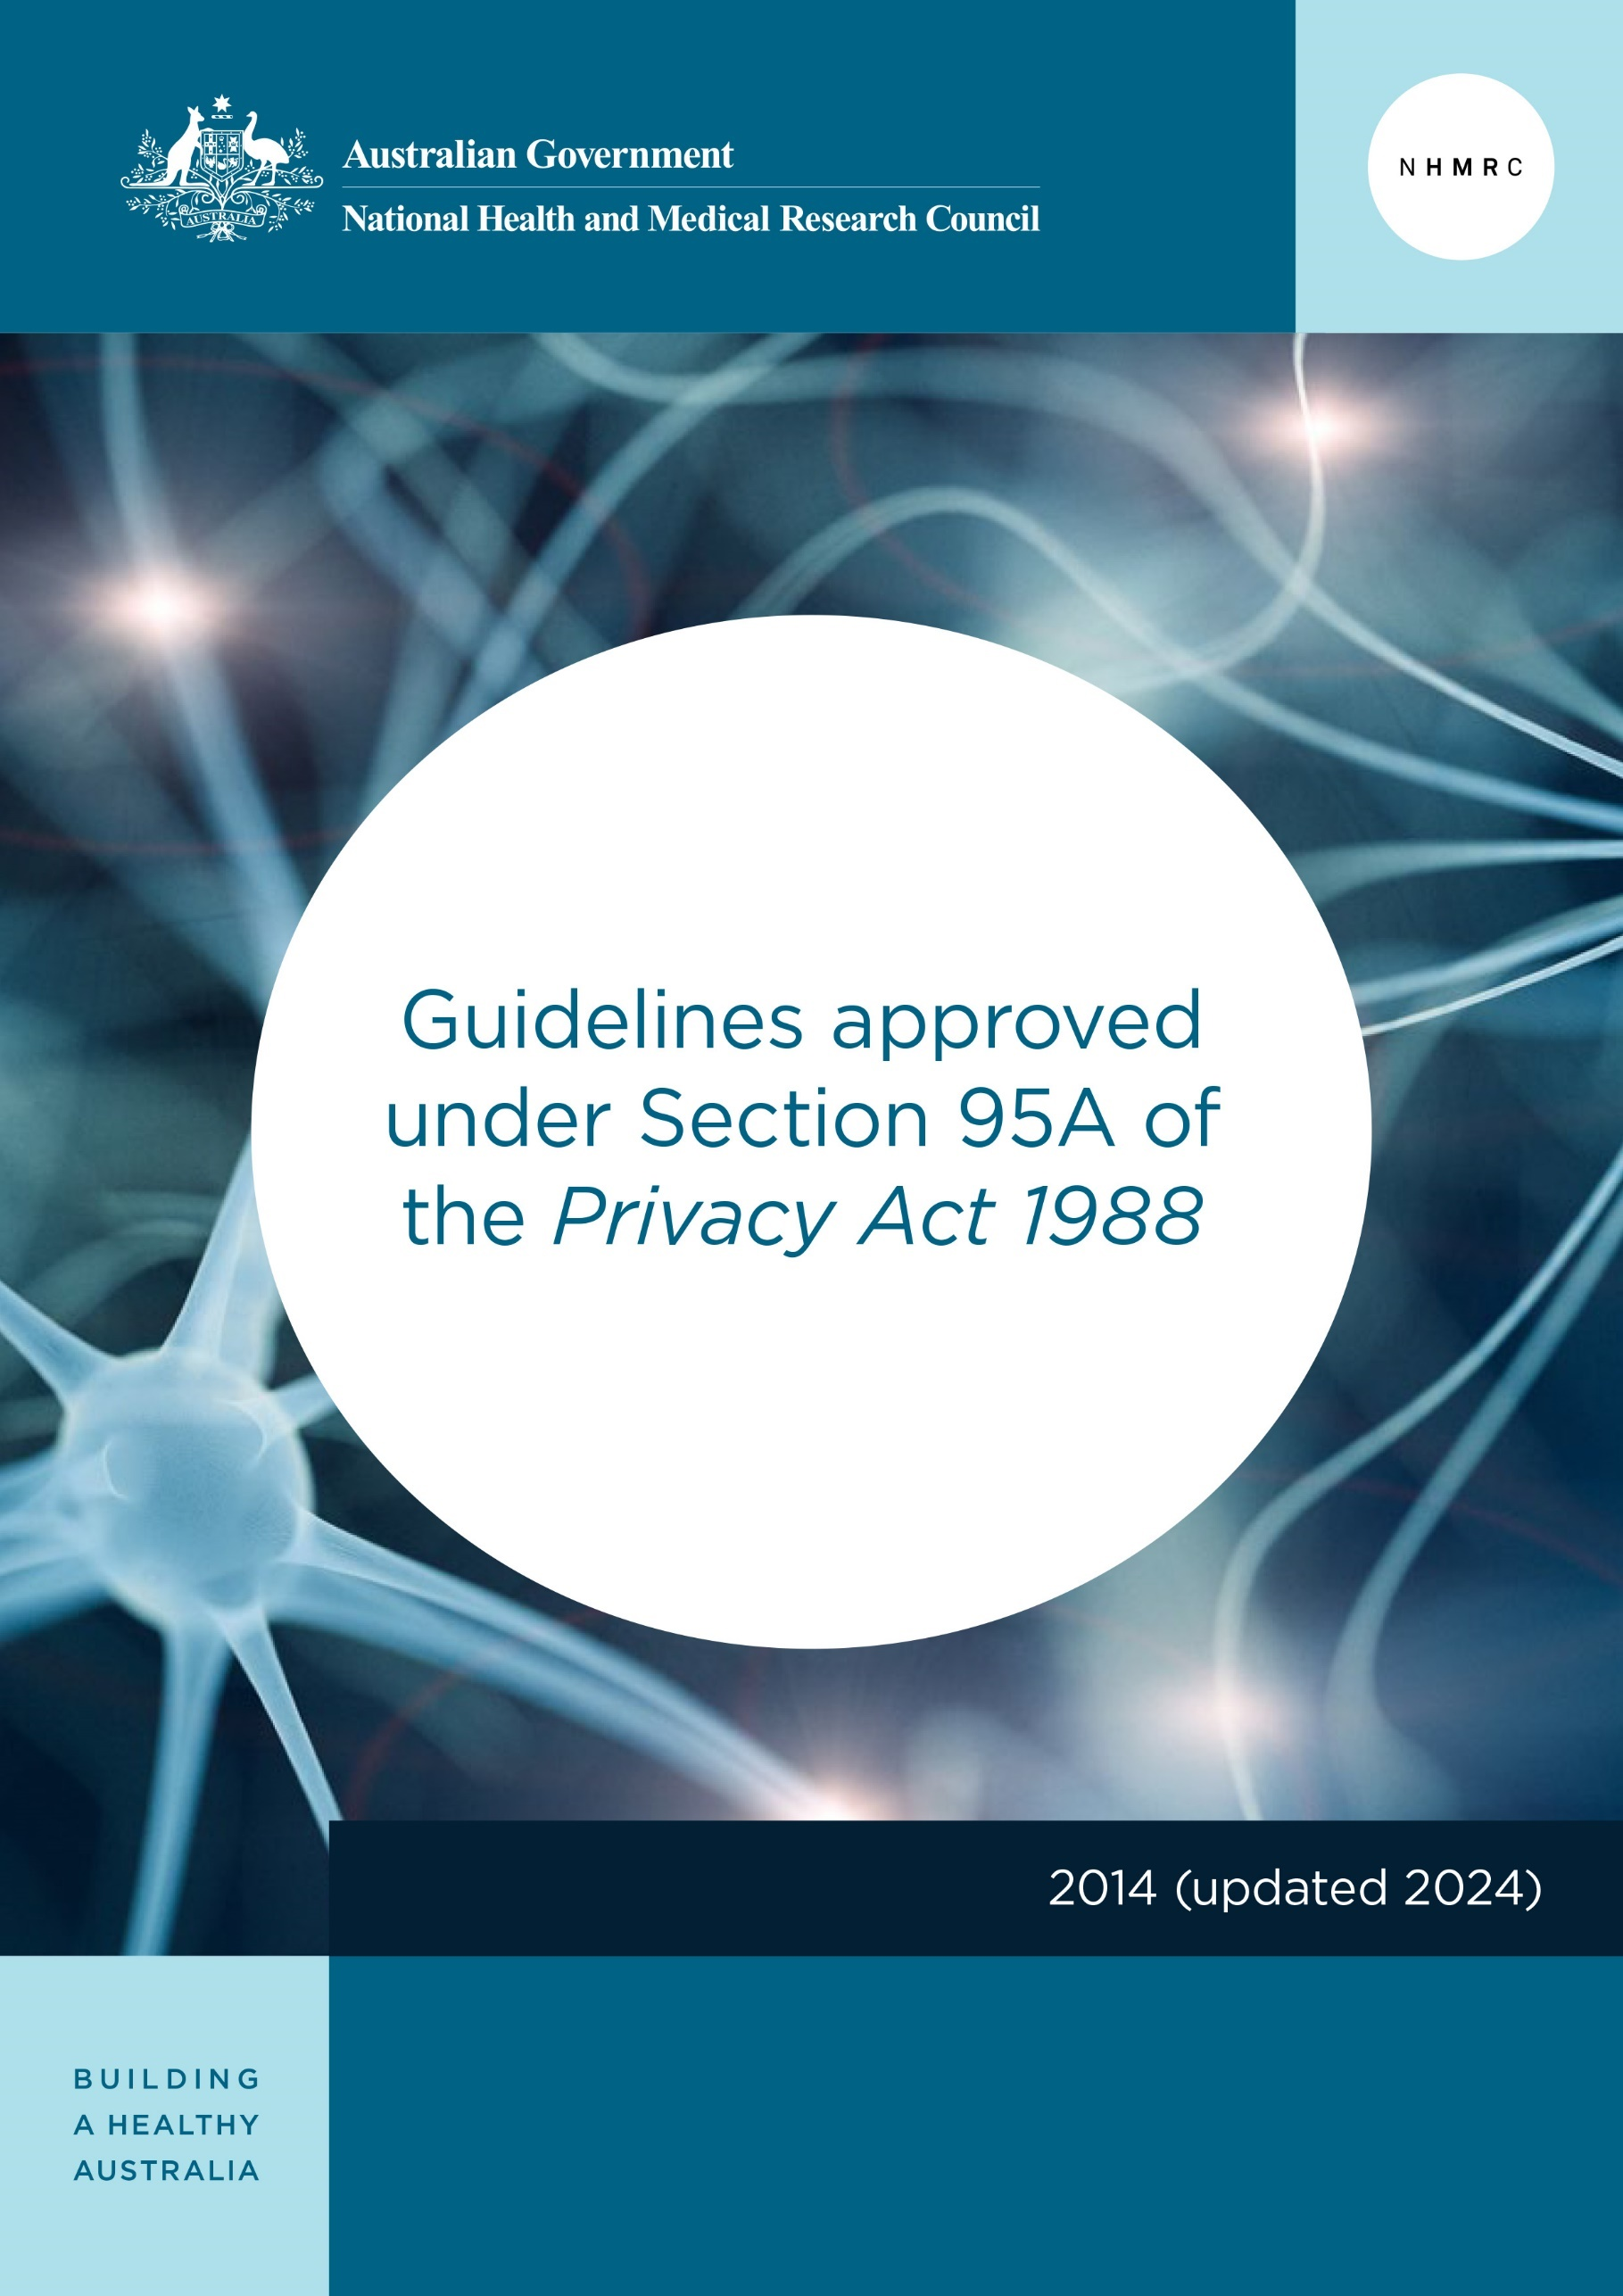 Australian Government
National Health and Medical Research Council
AUSTRALIA
N H M R C
Guidelines approved
under Section 95A of
the Privacy Act 1988
2014 (updated 2024)
BUILDING
A HEALTHY
AUSTRALIA